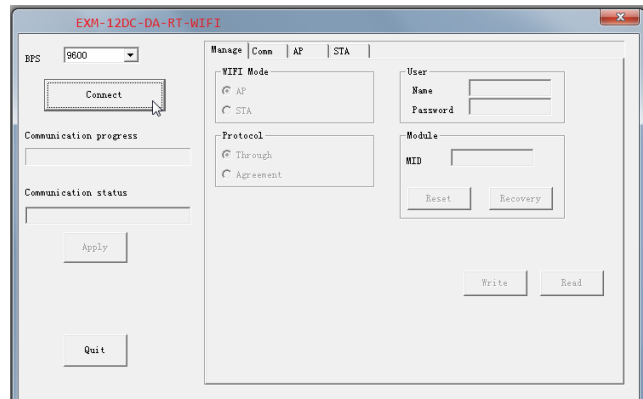 EXM-12DC-DA-RT-WIFI
BPS 9600
Connect
Communication progress
Communication status
Apply
Quit
Manage Comm AP STA
WIFI Mode
AP
STA
Protocol
Through
Agreement
User
Name
Password
Module
MID
Reset Recovery
Write Read